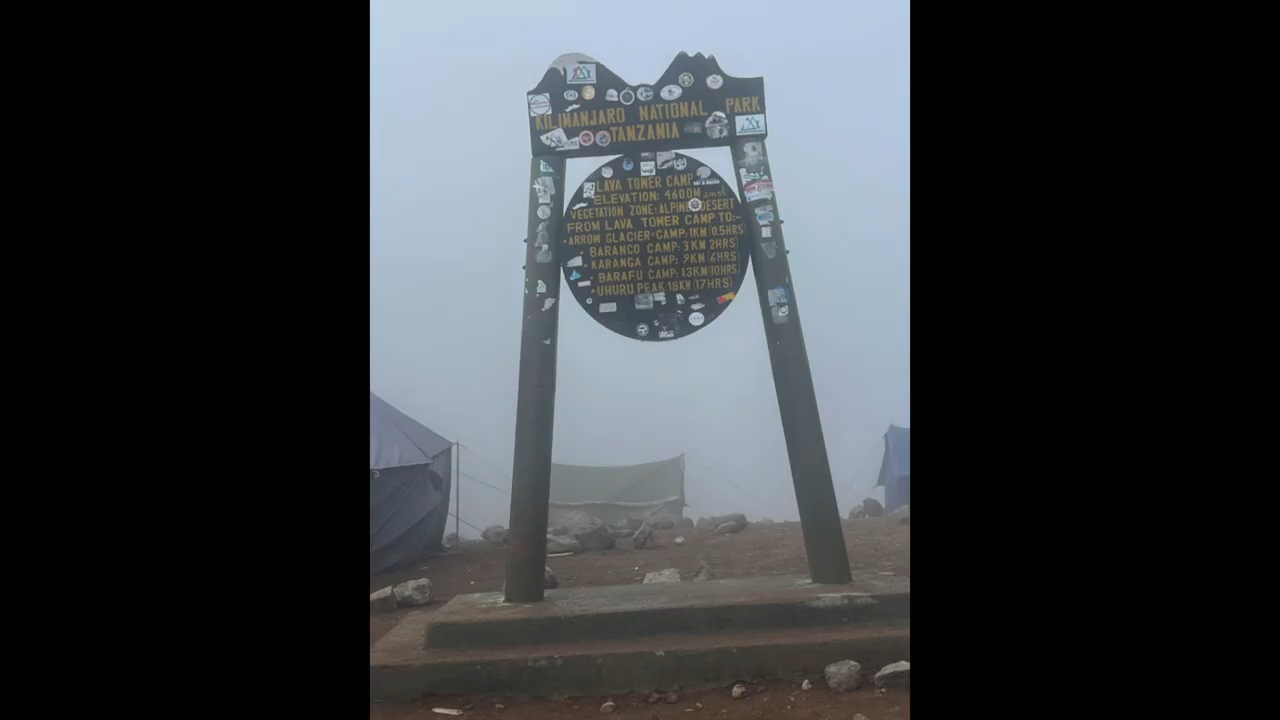 KILIMANJARO NATIONAL PARK
TANZANIA
LAVA TOWER CAMP
ELEVATION: 4600M
VEGETATION ZONE: ALPINE DESERT
FROM LAVA TOWER CAMP TO:-
• ARROW GLACIER CAMP: 1KM (0.5HRS)
• BARANCO CAMP: 3KM 2HRS)
• KARANGA CAMP: 9KM (6HRS)
• BARAFU CAMP: 13KM (10HRS)
• UHURU PEAK: 18KM (17HRS)